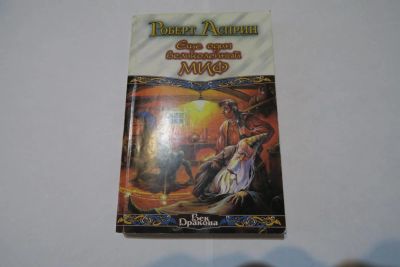 Роберт Асприн
Еще один
великолепный
МИФ
Век
Дракона